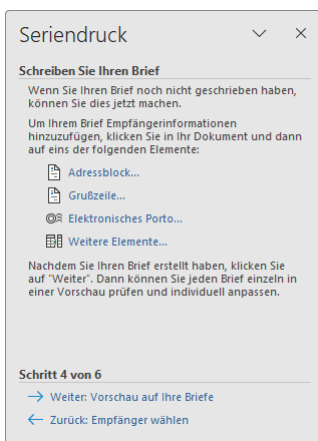 Seriendruck
Schreiben Sie Ihren Brief
Wenn Sie Ihren Brief noch nicht geschrieben haben,
können Sie dies jetzt machen.
Um Ihrem Brief Empfängerinformationen
hinzuzufügen, klicken Sie in Ihr Dokument und dann
auf eins der folgenden Elemente:
Adressblock...
Grußzeile...
Elektronisches Porto...
Weitere Elemente...
Nachdem Sie Ihren Brief erstellt haben, klicken Sie
auf "Weiter". Dann können Sie jeden Brief einzeln in
einer Vorschau prüfen und individuell anpassen.
Schritt 4 von 6
Weiter: Vorschau auf Ihre Briefe
Zurück: Empfänger wählen